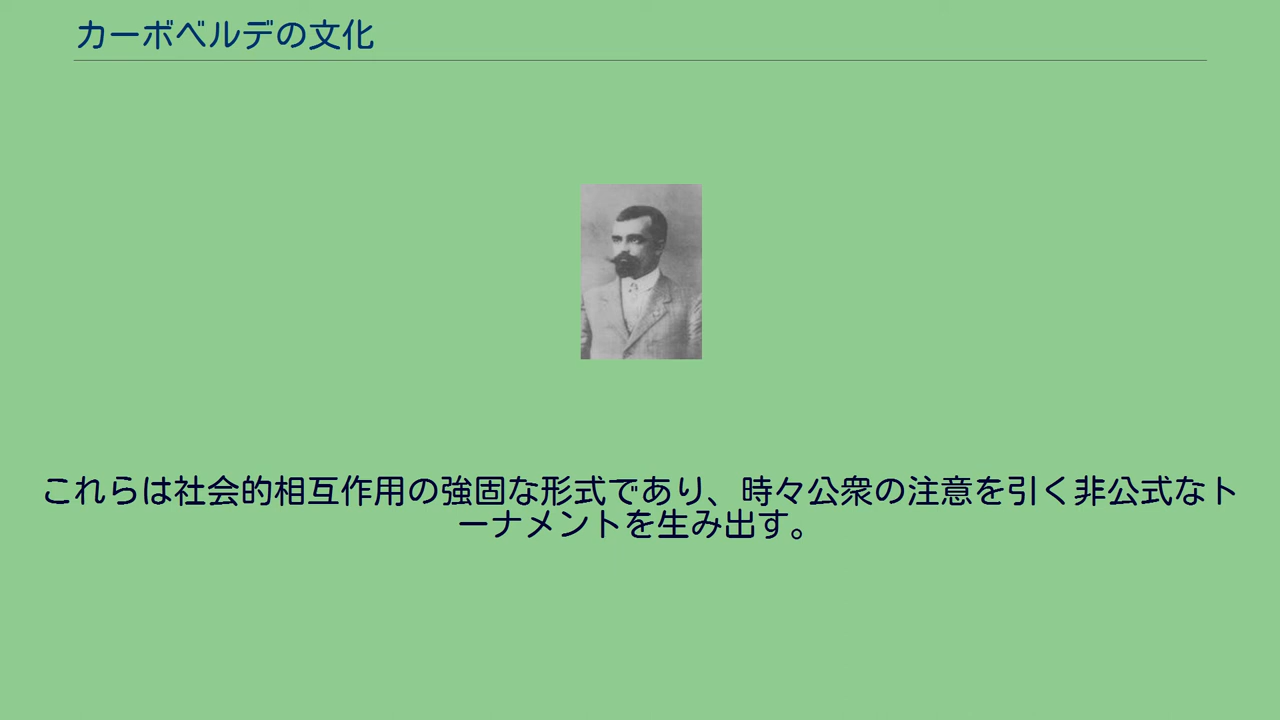 カーボベルデの文化
これらは社会的相互作用の強固な形式であり、時々公衆の注意を引く非公式なト
ーナメントを生み出す。